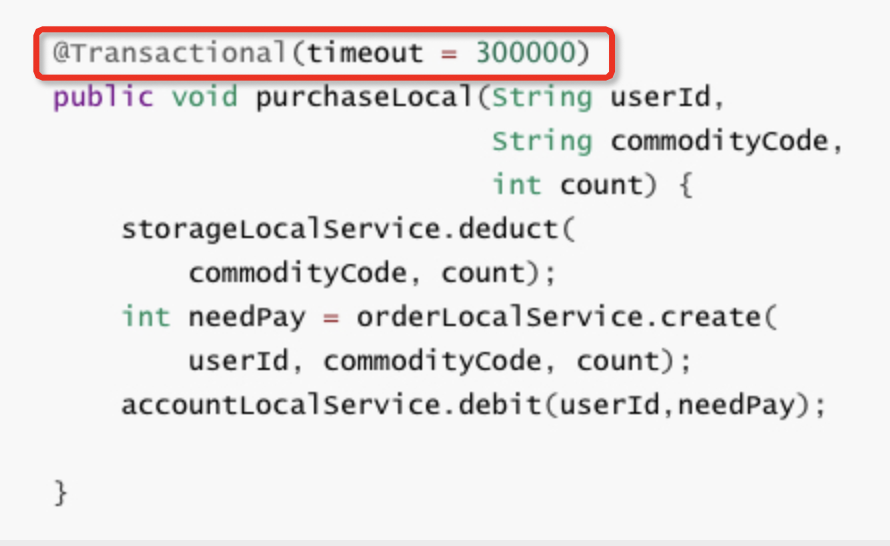 @Transactional(timeout = 300000)
public void purchaseLocal(String userId,
String commodityCode,
int count) {
storageLocalService.deduct(
commodityCode, count);
int needPay = orderLocalService.create(
userId, commodityCode, count);
accountLocalService.debit(userId,needPay);
}